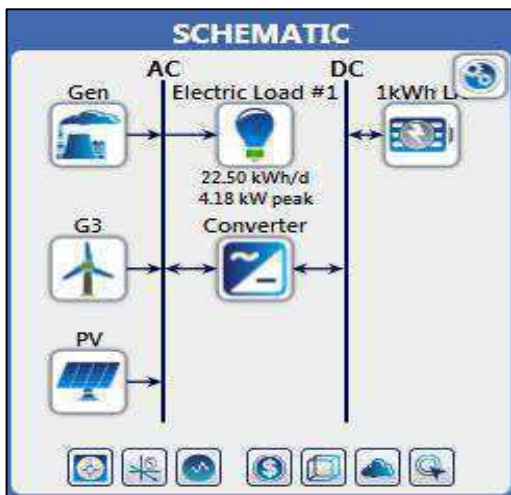 SCHEMATIC
AC
DC
Gen
Electric Load #1
1kWh
22.50 kWh/d
4.18 kW peak
G3
Converter
PV